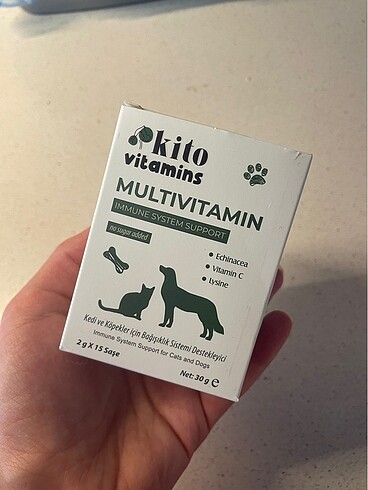 kito
vitamins
MULTIVITAMIN
IMMUNE SYSTEM SUPPORT
no sugar added
• Echinacea
• Vitamin C
• Lysine
Kedi ve Köpekler için Bağışıklık Sistemi Destekleyici
Immune System Support for Cats and Dogs
2 g X 15 Saşe
Net: 30 g ℮